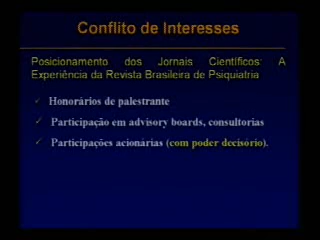 Conflito de Interesses
Posicionamento dos Jornais Científicos: A
Experiência da Revista Brasileira de Psiquiatria
✓ Honorários de palestrante
✓ Participação em advisory boards, consultorias
✓ Participações acionárias (com poder decisório).